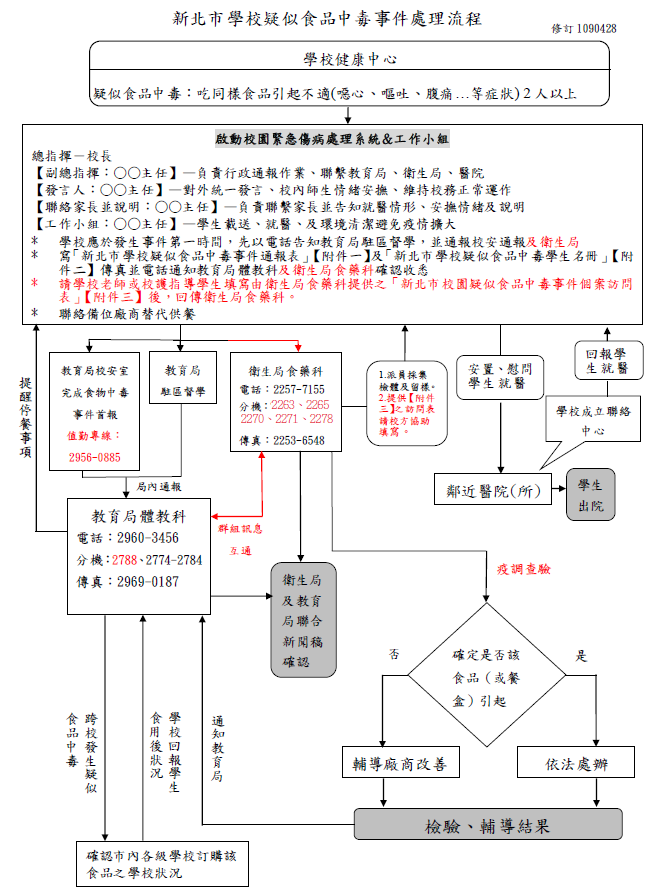 新北市學校疑似食品中毒事件處理流程
修訂 1090428
學校健康中心
疑似食品中毒：吃同樣食品引起不適(噁心、嘔吐、腹痛…等症狀) 2 人以上
啟動校園緊急傷病處理系統&工作小組
總指揮－校長
【副總指揮：○○主任】—負責行政通報作業、聯繫教育局、衛生局、醫院
【發言人：○○主任】—對外統一發言、校內師生情緒安撫、維持校務正常運作
【聯絡家長並說明：○○主任】—負責聯繫家長並告知就醫情形、安撫情緒及說明
【工作小組：○○主任】—學生載送、就醫、及環境清潔避免疫情擴大
* 學校應於發生事件第一時間，先以電話告知教育局駐區督學，並通報校安通報及衛生局
* 寫「新北市學校疑似食品中毒事件通報表」【附件一】及「新北市學校疑似食品中毒學生名冊」【附
件二】傳真並電話通知教育局體教科及衛生局食藥科確認收悉
* 請學校老師或校護指導學生填寫由衛生局食藥科提供之「新北市校園疑似食品中毒事件個案訪問
表」【附件三】後，回傳衛生局食藥科。
* 聯絡備位廠商替代供餐
提醒停餐事項
教育局校安室
完成食物中毒
事件首報
值勤專線：
2956-0885
教育局
駐區督學
衛生局食藥科
電話：2257-7155
分機：2263、2265
2270、2271、2278
傳真：2253-6548
1.派員採集
檢體及留樣。
2.提供【附件
三】之訪問表
請校方協助
填寫。
安置、慰問
學生就醫
回報學
生就醫
學校成立聯絡
中心
鄰近醫院(所)
學生
出院
局內通報
教育局體教科
電話：2960-3456
分機：2788、2774-2784
傳真：2969-0187
群組訊息
互通
衛生局
及教育
局聯合
新聞稿
確認
疫調查驗
確定是否該
食品（或餐
盒）引起
否
是
輔導廠商改善
依法處辦
檢驗、輔導結果
跨校發生疑似
食品中毒
學校回報學生
食用後狀況
通知教育局
確認市內各級學校訂購該
食品之學校狀況